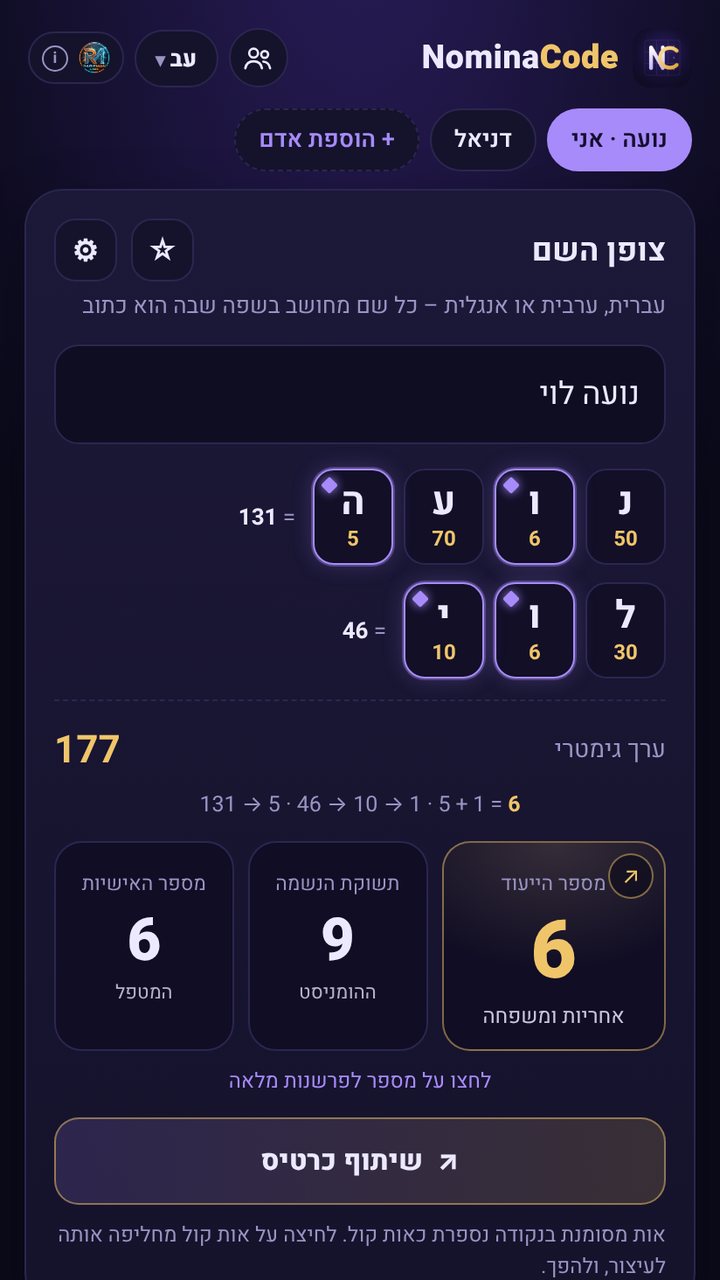 NominaCode
עב ▾
נועה · אני
דניאל
+ הוספת אדם
צופן השם
עברית, ערבית או אנגלית – כל שם מחושב בשפה שבה הוא כתוב
נועה לוי
נ ו ע ה
50 6 70 5 = 131
ל ו י
30 6 10 = 46
ערך גימטרי 177
131 → 5 · 46 → 10 → 1 · 5 + 1 = 6
מספר הייעוד
6
אחריות ומשפחה
תשוקת הנשמה
9
ההומניסט
מספר האישיות
6
המטפל
לחצו על מספר לפרשנות מלאה
שיתוף כרטיס
אות מסומנת בנקודה נספרת כאות קול. לחיצה על אות קול מחליפה אותה
לעיצור, ולהפך.